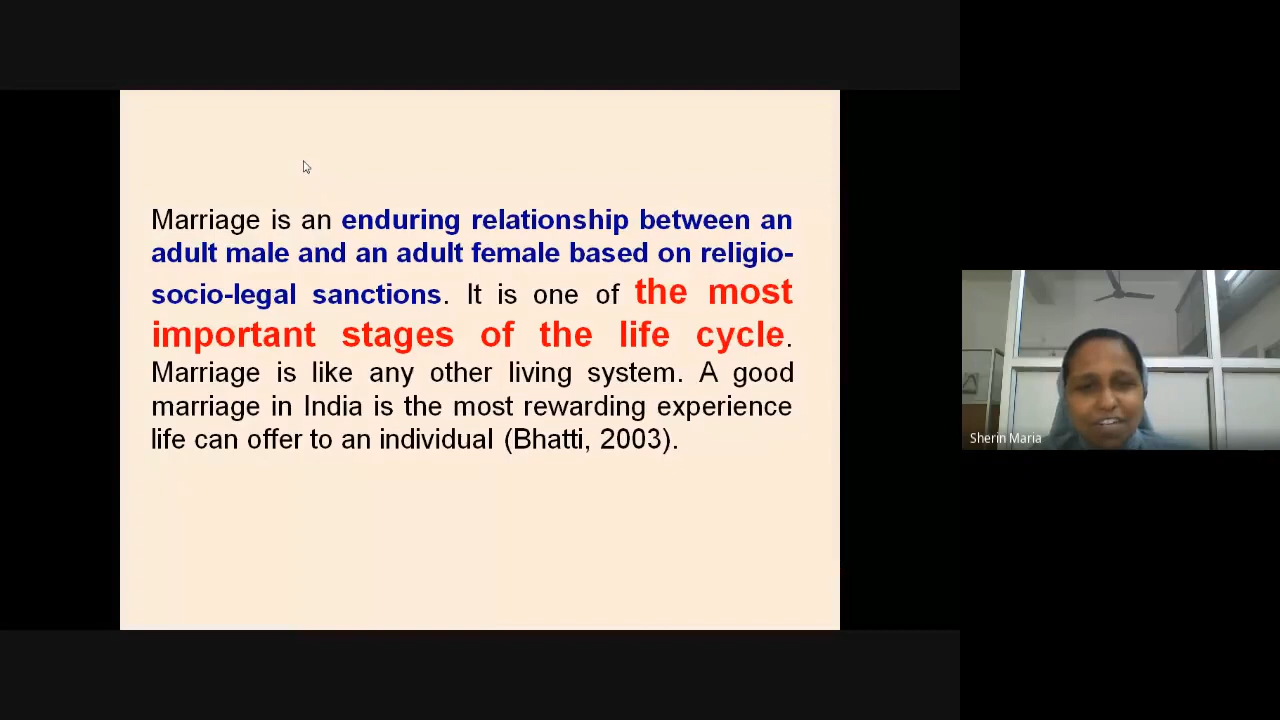 Marriage is an enduring relationship between an
adult male and an adult female based on religio-
socio-legal sanctions. It is one of the most
important stages of the life cycle.
Marriage is like any other living system. A good
marriage in India is the most rewarding experience
life can offer to an individual (Bhatti, 2003).
Sherin Maria